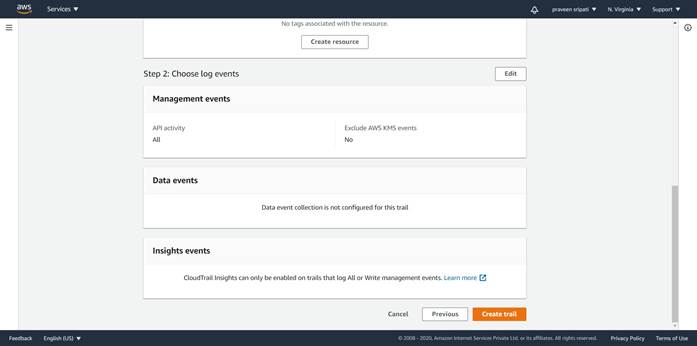 aws Services praveen sripati N. Virginia Support
No tags associated with the resource.
Create resource
Step 2: Choose log events Edit
Management events
API activity Exclude AWS KMS events
All No
Data events
Data event collection is not configured for this trail
Insights events
CloudTrail Insights can only be enabled on trails that log All or Write management events. Learn more
Cancel Previous Create trail
Feedback English (US) © 2008 - 2020, Amazon Internet Services Private Ltd. or its affiliates. All rights reserved. Privacy Policy Terms of Use